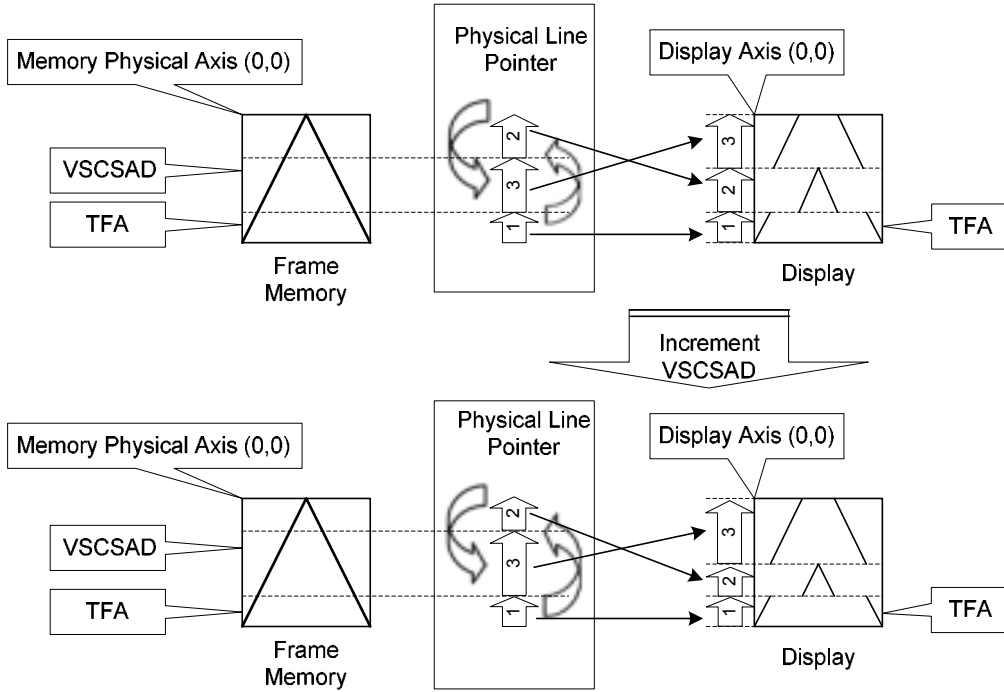 Physical Line
Pointer
Memory Physical Axis (0,0)
Display Axis (0,0)
VSCSAD
TFA
2
3
1
3
2
1
TFA
Frame
Memory
Display
Increment
VSCSAD
Physical Line
Pointer
Memory Physical Axis (0,0)
Display Axis (0,0)
VSCSAD
TFA
2
3
1
3
2
1
TFA
Frame
Memory
Display